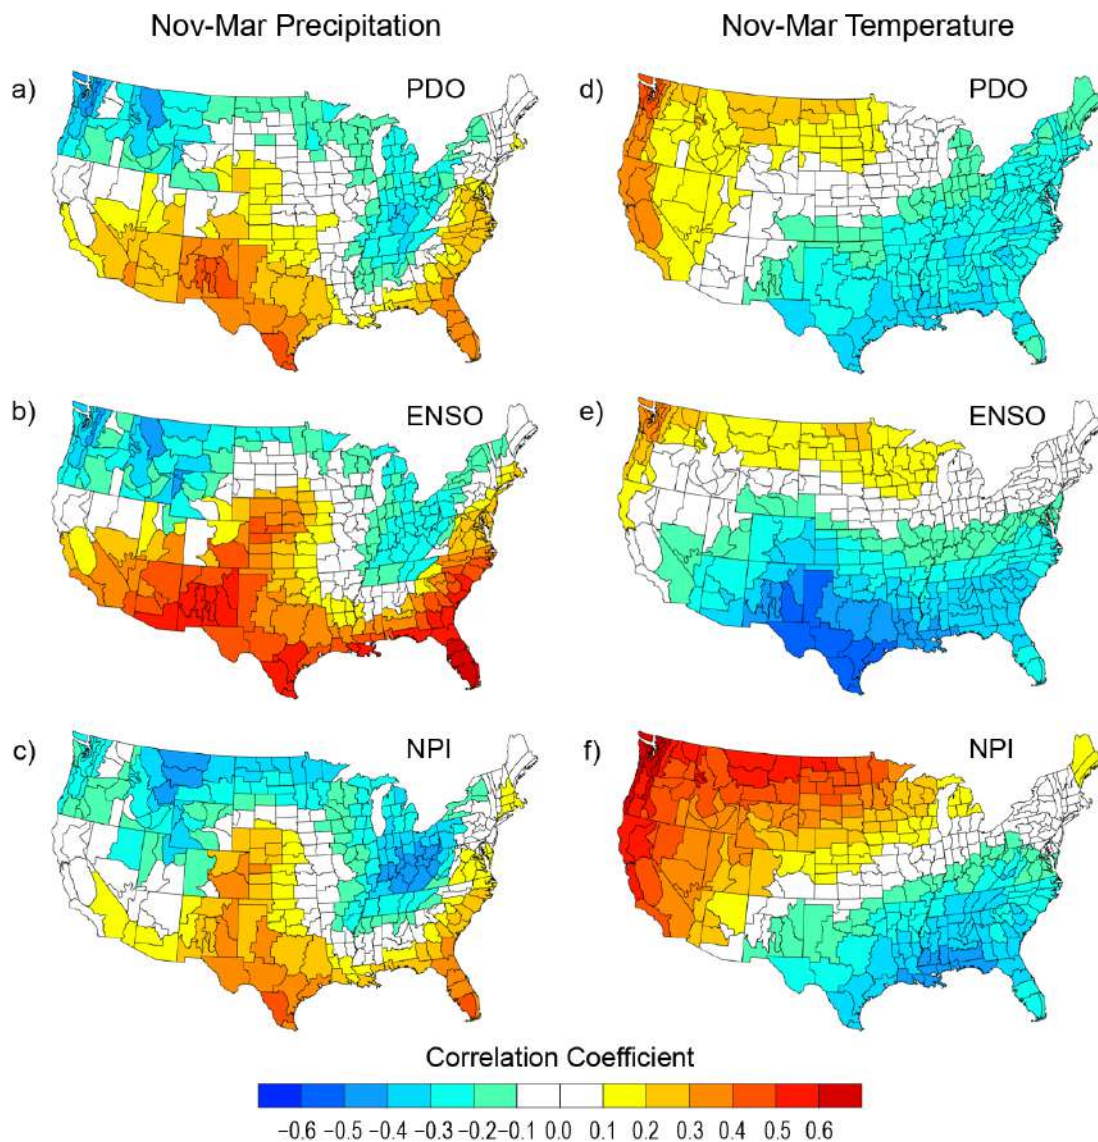 Nov-Mar Precipitation
Nov-Mar Temperature
a)
PDO
d)
PDO
b)
ENSO
e)
ENSO
c)
NPI
f)
NPI
Correlation Coefficient
−0.6 −0.5 −0.4 −0.3 −0.2 −0.1 0.0 0.1 0.2 0.3 0.4 0.5 0.6